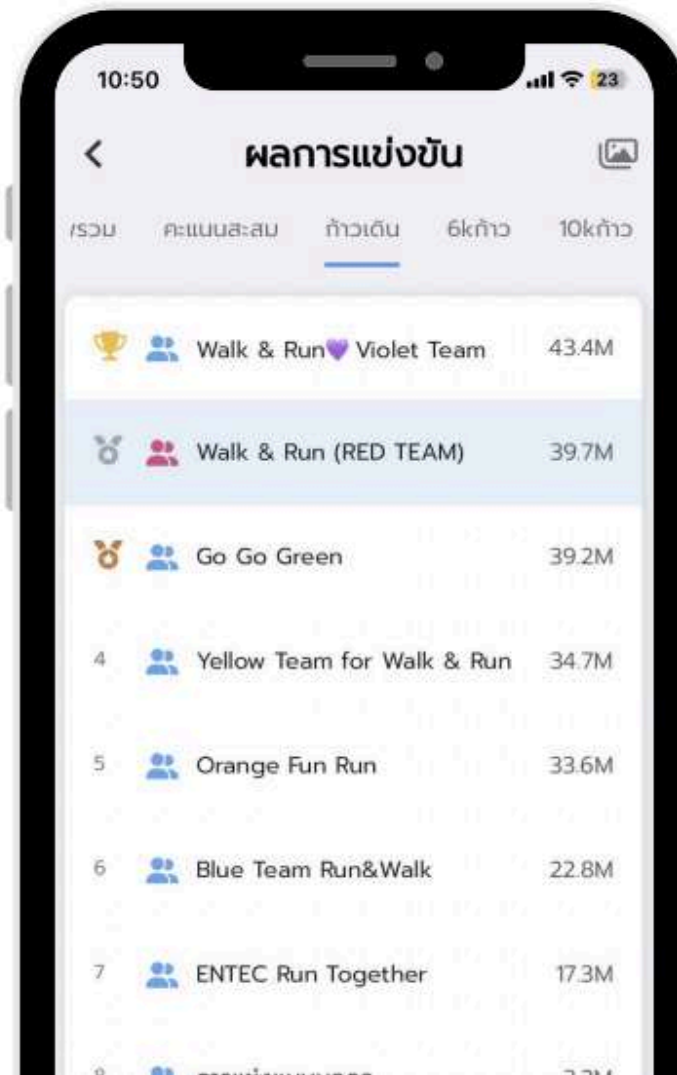 10:50 23
ผลการแข่งขัน
คะแนนสะสม ก้าวเดิน 6kก้าว 10kก้าว
Walk & Run💜 Violet Team 43.4M
Walk & Run (RED TEAM) 39.7M
Go Go Green 39.2M
4 Yellow Team for Walk & Run 34.7M
5 Orange Fun Run 33.6M
6 Blue Team Run&Walk 22.8M
7 ENTEC Run Together 17.3M